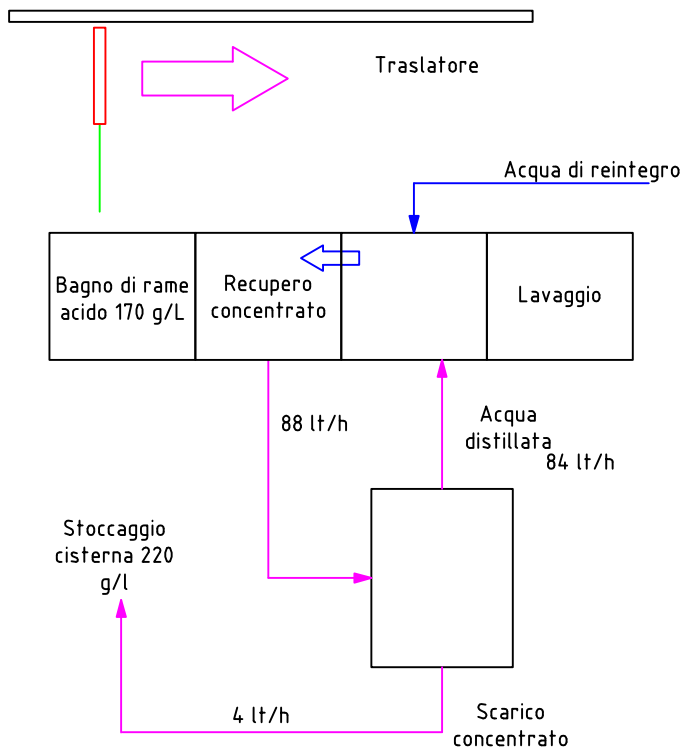 Traslatore
Acqua di reintegro
Bagno di rame
acido 170 g/L
Recupero
concentrato
Lavaggio
88 lt/h
Acqua
distillata
84 lt/h
Stoccaggio
cisterna 220
g/l
4 lt/h
Scarico
concentrato